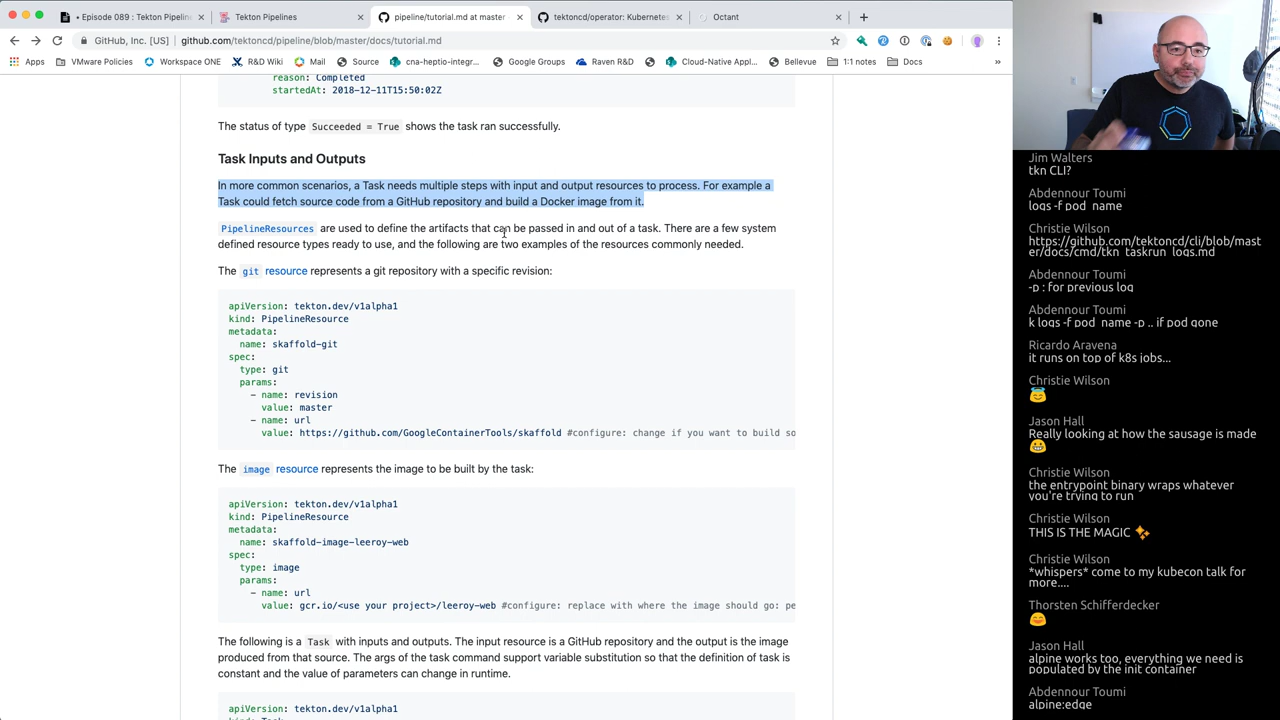 • Episode 089 : Tekton Pipelin
Tekton Pipelines
pipeline/tutorial.md at master
tektoncd/operator: Kubernete
Octant
GitHub, Inc. [US]
github.com/tektoncd/pipeline/blob/master/docs/tutorial.md
Apps
VMware Policies
Workspace ONE
R&D Wiki
Mail
Source
cna-heptio-integr...
Google Groups
Raven R&D
Cloud-Native Appl...
Bellevue
1:1 notes
Docs
»
reason: Completed
startedAt: 2018-12-11T15:50:02Z
The status of type Succeeded = True shows the task ran successfully.
Task Inputs and Outputs
In more common scenarios, a Task needs multiple steps with input and output resources to process. For example a
Task could fetch source code from a GitHub repository and build a Docker image from it.
PipelineResources are used to define the artifacts that can be passed in and out of a task. There are a few system
defined resource types ready to use, and the following are two examples of the resources commonly needed.
The git resource represents a git repository with a specific revision:
apiVersion: tekton.dev/v1alpha1
kind: PipelineResource
metadata:
name: skaffold-git
spec:
type: git
params:
- name: revision
value: master
- name: url
value: https://github.com/GoogleContainerTools/skaffold #configure: change if you want to build so
The image resource represents the image to be built by the task:
apiVersion: tekton.dev/v1alpha1
kind: PipelineResource
metadata:
name: skaffold-image-leeroy-web
spec:
type: image
params:
- name: url
value: gcr.io/<use your project>/leeroy-web #configure: replace with where the image should go: pe
The following is a Task with inputs and outputs. The input resource is a GitHub repository and the output is the image
produced from that source. The args of the task command support variable substitution so that the definition of task is
constant and the value of parameters can change in runtime.
apiVersion: tekton.dev/v1alpha1
kind: Task
Jim Walters
tkn CLI?
Abdennour Toumi
logs -f pod_name
Christie Wilson
https://github.com/tektoncd/cli/blob/mast
er/docs/cmd/tkn_taskrun_logs.md
Abdennour Toumi
-p : for previous log
Abdennour Toumi
k logs -f pod_name -p .. if pod gone
Ricardo Aravena
it runs on top of k8s jobs...
Christie Wilson
😇
Jason Hall
Really looking at how the sausage is made
😀
Christie Wilson
the entrypoint binary wraps whatever
you're trying to run
Christie Wilson
THIS IS THE MAGIC ✨
Christie Wilson
*whispers* come to my kubecon talk for
more....
Thorsten Schifferdecker
😄
Jason Hall
alpine works too, everything we need is
populated by the init container
Abdennour Toumi
alpine:edge